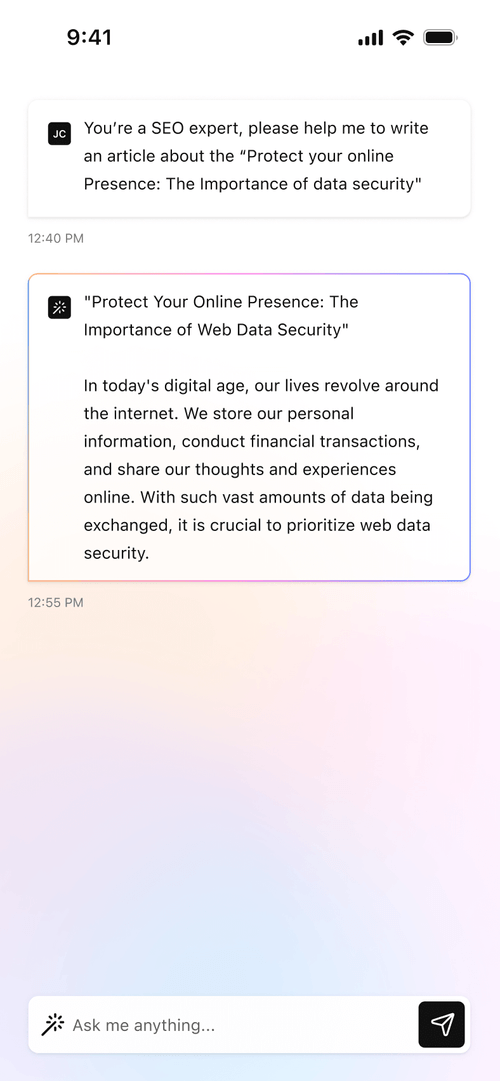 9:41
JC
You’re a SEO expert, please help me to write
an article about the “Protect your online
Presence: The Importance of data security"
12:40 PM
"Protect Your Online Presence: The
Importance of Web Data Security"
In today's digital age, our lives revolve around
the internet. We store our personal
information, conduct financial transactions,
and share our thoughts and experiences
online. With such vast amounts of data being
exchanged, it is crucial to prioritize web data
security.
12:55 PM
Ask me anything...